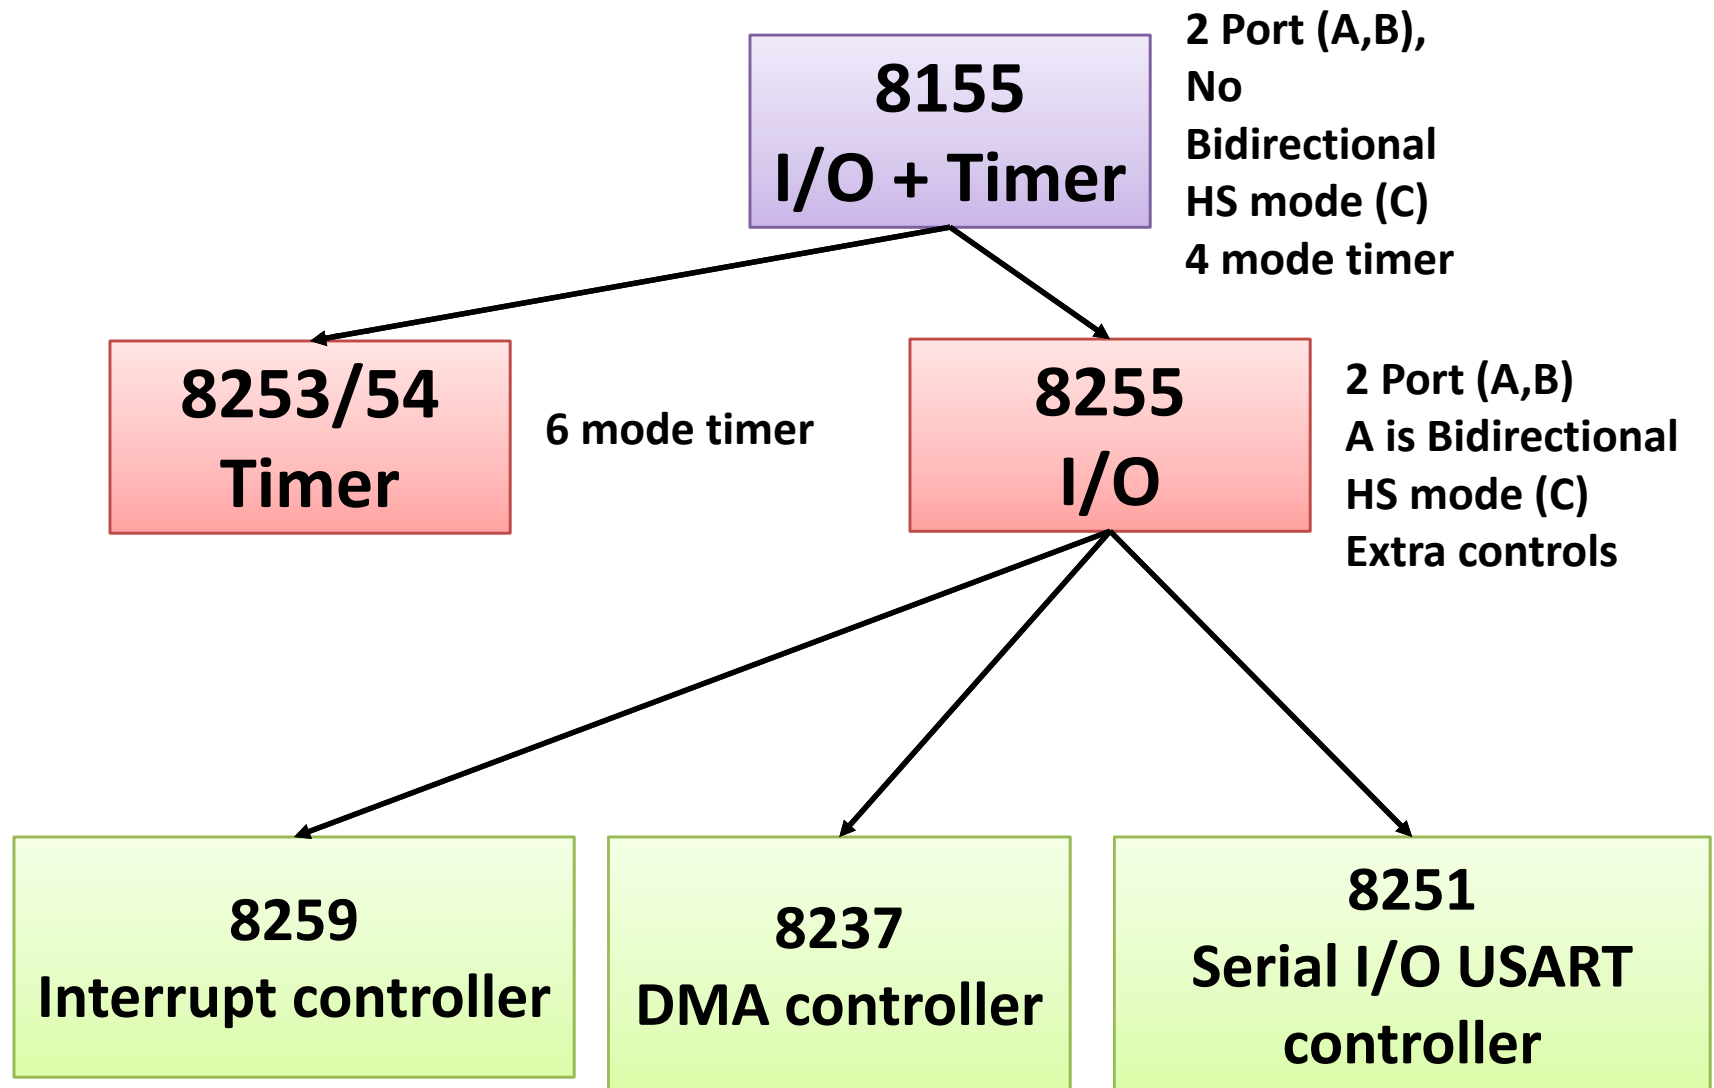 8155
I/O + Timer
2 Port (A,B),
No
Bidirectional
HS mode (C)
4 mode timer
8253/54
Timer
6 mode timer
8255
I/O
2 Port (A,B)
A is Bidirectional
HS mode (C)
Extra controls
8259
Interrupt controller
8237
DMA controller
8251
Serial I/O USART
controller